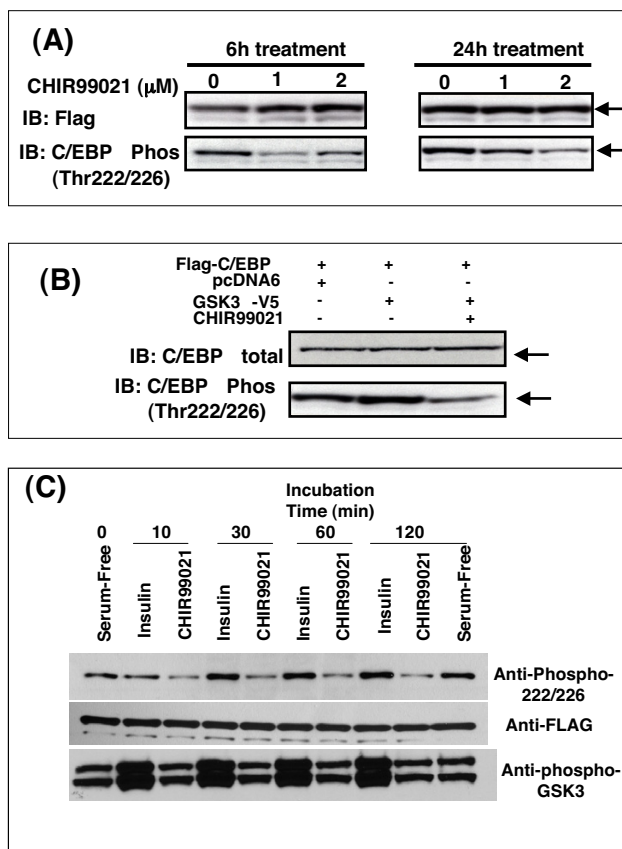 (A)
6h treatment 24h treatment
CHIR99021 (μM) 0 1 2 0 1 2
IB: Flag
IB: C/EBP Phos
(Thr222/226)
(B)
Flag-C/EBP + + +
pcDNA6 + - -
GSK3 -V5 - + +
CHIR99021 - - +
IB: C/EBP total
IB: C/EBP Phos
(Thr222/226)
(C)
Incubation
Time (min)
0 10 30 60 120
Serum-Free Insulin CHIR99021 Insulin CHIR99021 Insulin CHIR99021 Insulin CHIR99021 Serum-Free
Anti-Phospho-
222/226
Anti-FLAG
Anti-phospho-
GSK3